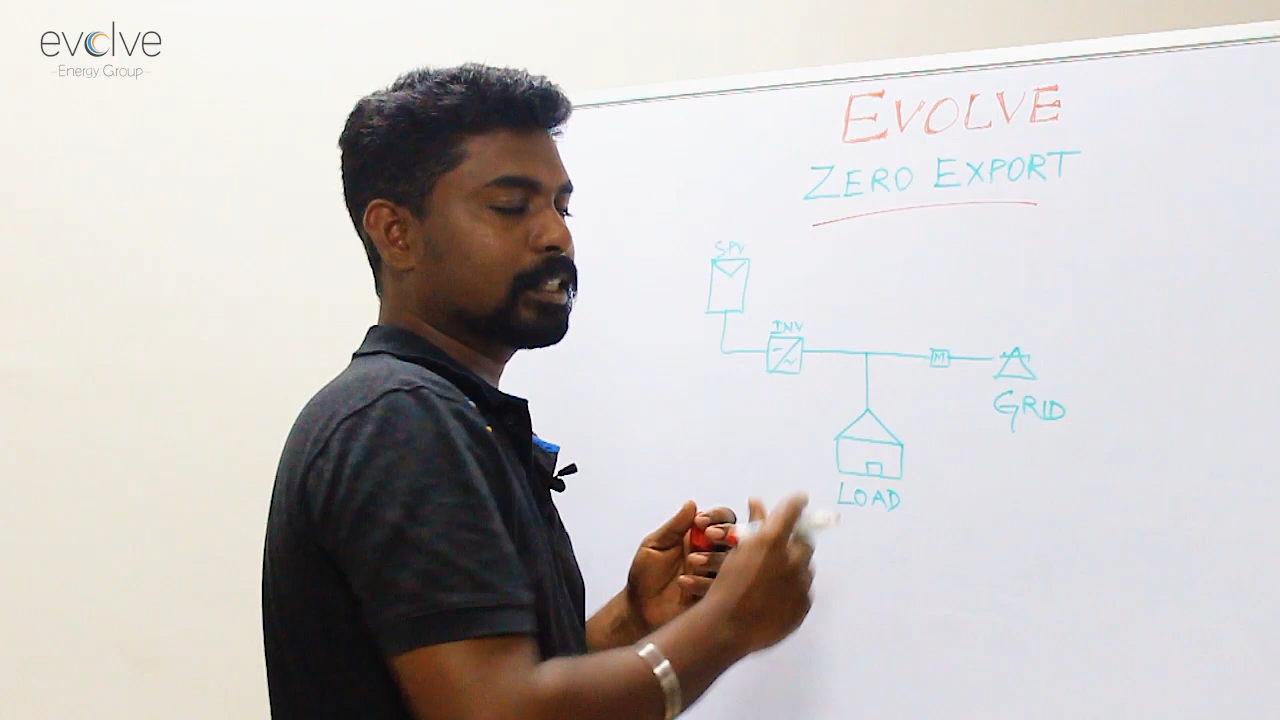 evolve
Energy Group
EVOLVE
ZERO EXPORT
SPV
INV
M
GRID
LOAD